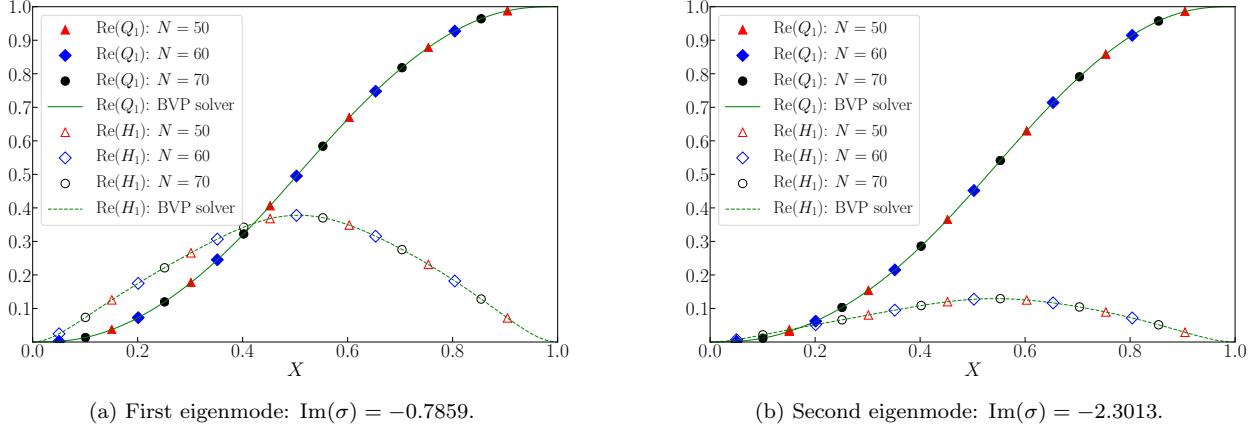 1.0
0.9
0.8
0.7
0.6
0.5
0.4
0.3
0.2
0.1
Re(Q₁): N = 50
Re(Q₁): N = 60
Re(Q₁): N = 70
Re(Q₁): BVP solver
Re(H₁): N = 50
Re(H₁): N = 60
Re(H₁): N = 70
Re(H₁): BVP solver
0.0 0.2 0.4 0.6 0.8 1.0
X
(a) First eigenmode: Im(σ) = −0.7859.
1.0
0.9
0.8
0.7
0.6
0.5
0.4
0.3
0.2
0.1
Re(Q₁): N = 50
Re(Q₁): N = 60
Re(Q₁): N = 70
Re(Q₁): BVP solver
Re(H₁): N = 50
Re(H₁): N = 60
Re(H₁): N = 70
Re(H₁): BVP solver
0.0 0.2 0.4 0.6 0.8 1.0
X
(b) Second eigenmode: Im(σ) = −2.3013.